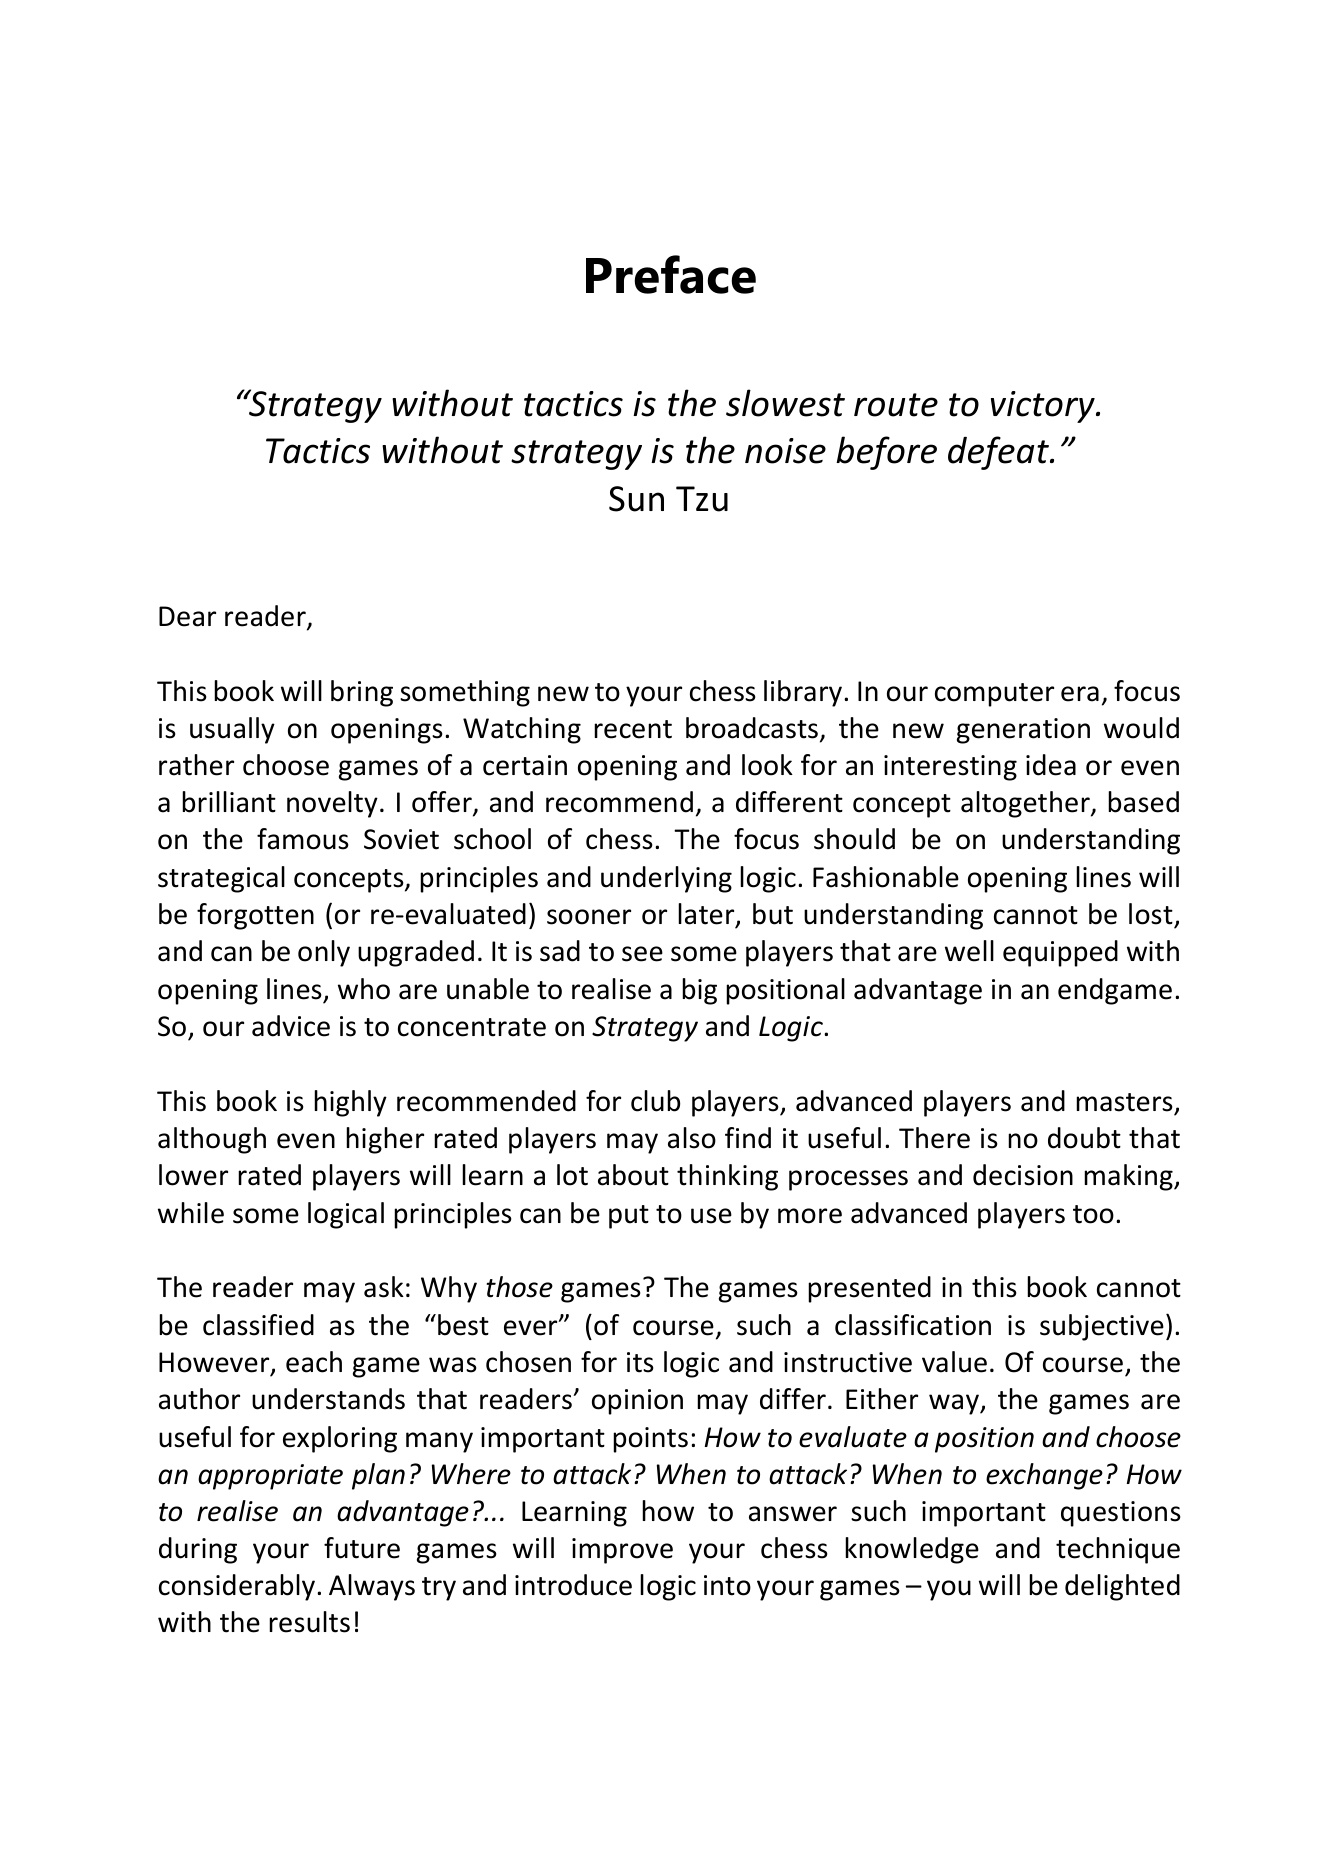 Preface
“Strategy without tactics is the slowest route to victory.
Tactics without strategy is the noise before defeat.”
Sun Tzu
Dear reader,
This book will bring something new to your chess library. In our computer era, focus
is usually on openings. Watching recent broadcasts, the new generation would
rather choose games of a certain opening and look for an interesting idea or even
a brilliant novelty. I offer, and recommend, a different concept altogether, based
on the famous Soviet school of chess. The focus should be on understanding
strategical concepts, principles and underlying logic. Fashionable opening lines will
be forgotten (or re-evaluated) sooner or later, but understanding cannot be lost,
and can be only upgraded. It is sad to see some players that are well equipped with
opening lines, who are unable to realise a big positional advantage in an endgame.
So, our advice is to concentrate on Strategy and Logic.
This book is highly recommended for club players, advanced players and masters,
although even higher rated players may also find it useful. There is no doubt that
lower rated players will learn a lot about thinking processes and decision making,
while some logical principles can be put to use by more advanced players too.
The reader may ask: Why those games? The games presented in this book cannot
be classified as the “best ever” (of course, such a classification is subjective).
However, each game was chosen for its logic and instructive value. Of course, the
author understands that readers’ opinion may differ. Either way, the games are
useful for exploring many important points: How to evaluate a position and choose
an appropriate plan? Where to attack? When to attack? When to exchange? How
to realise an advantage?... Learning how to answer such important questions
during your future games will improve your chess knowledge and technique
considerably. Always try and introduce logic into your games – you will be delighted
with the results!